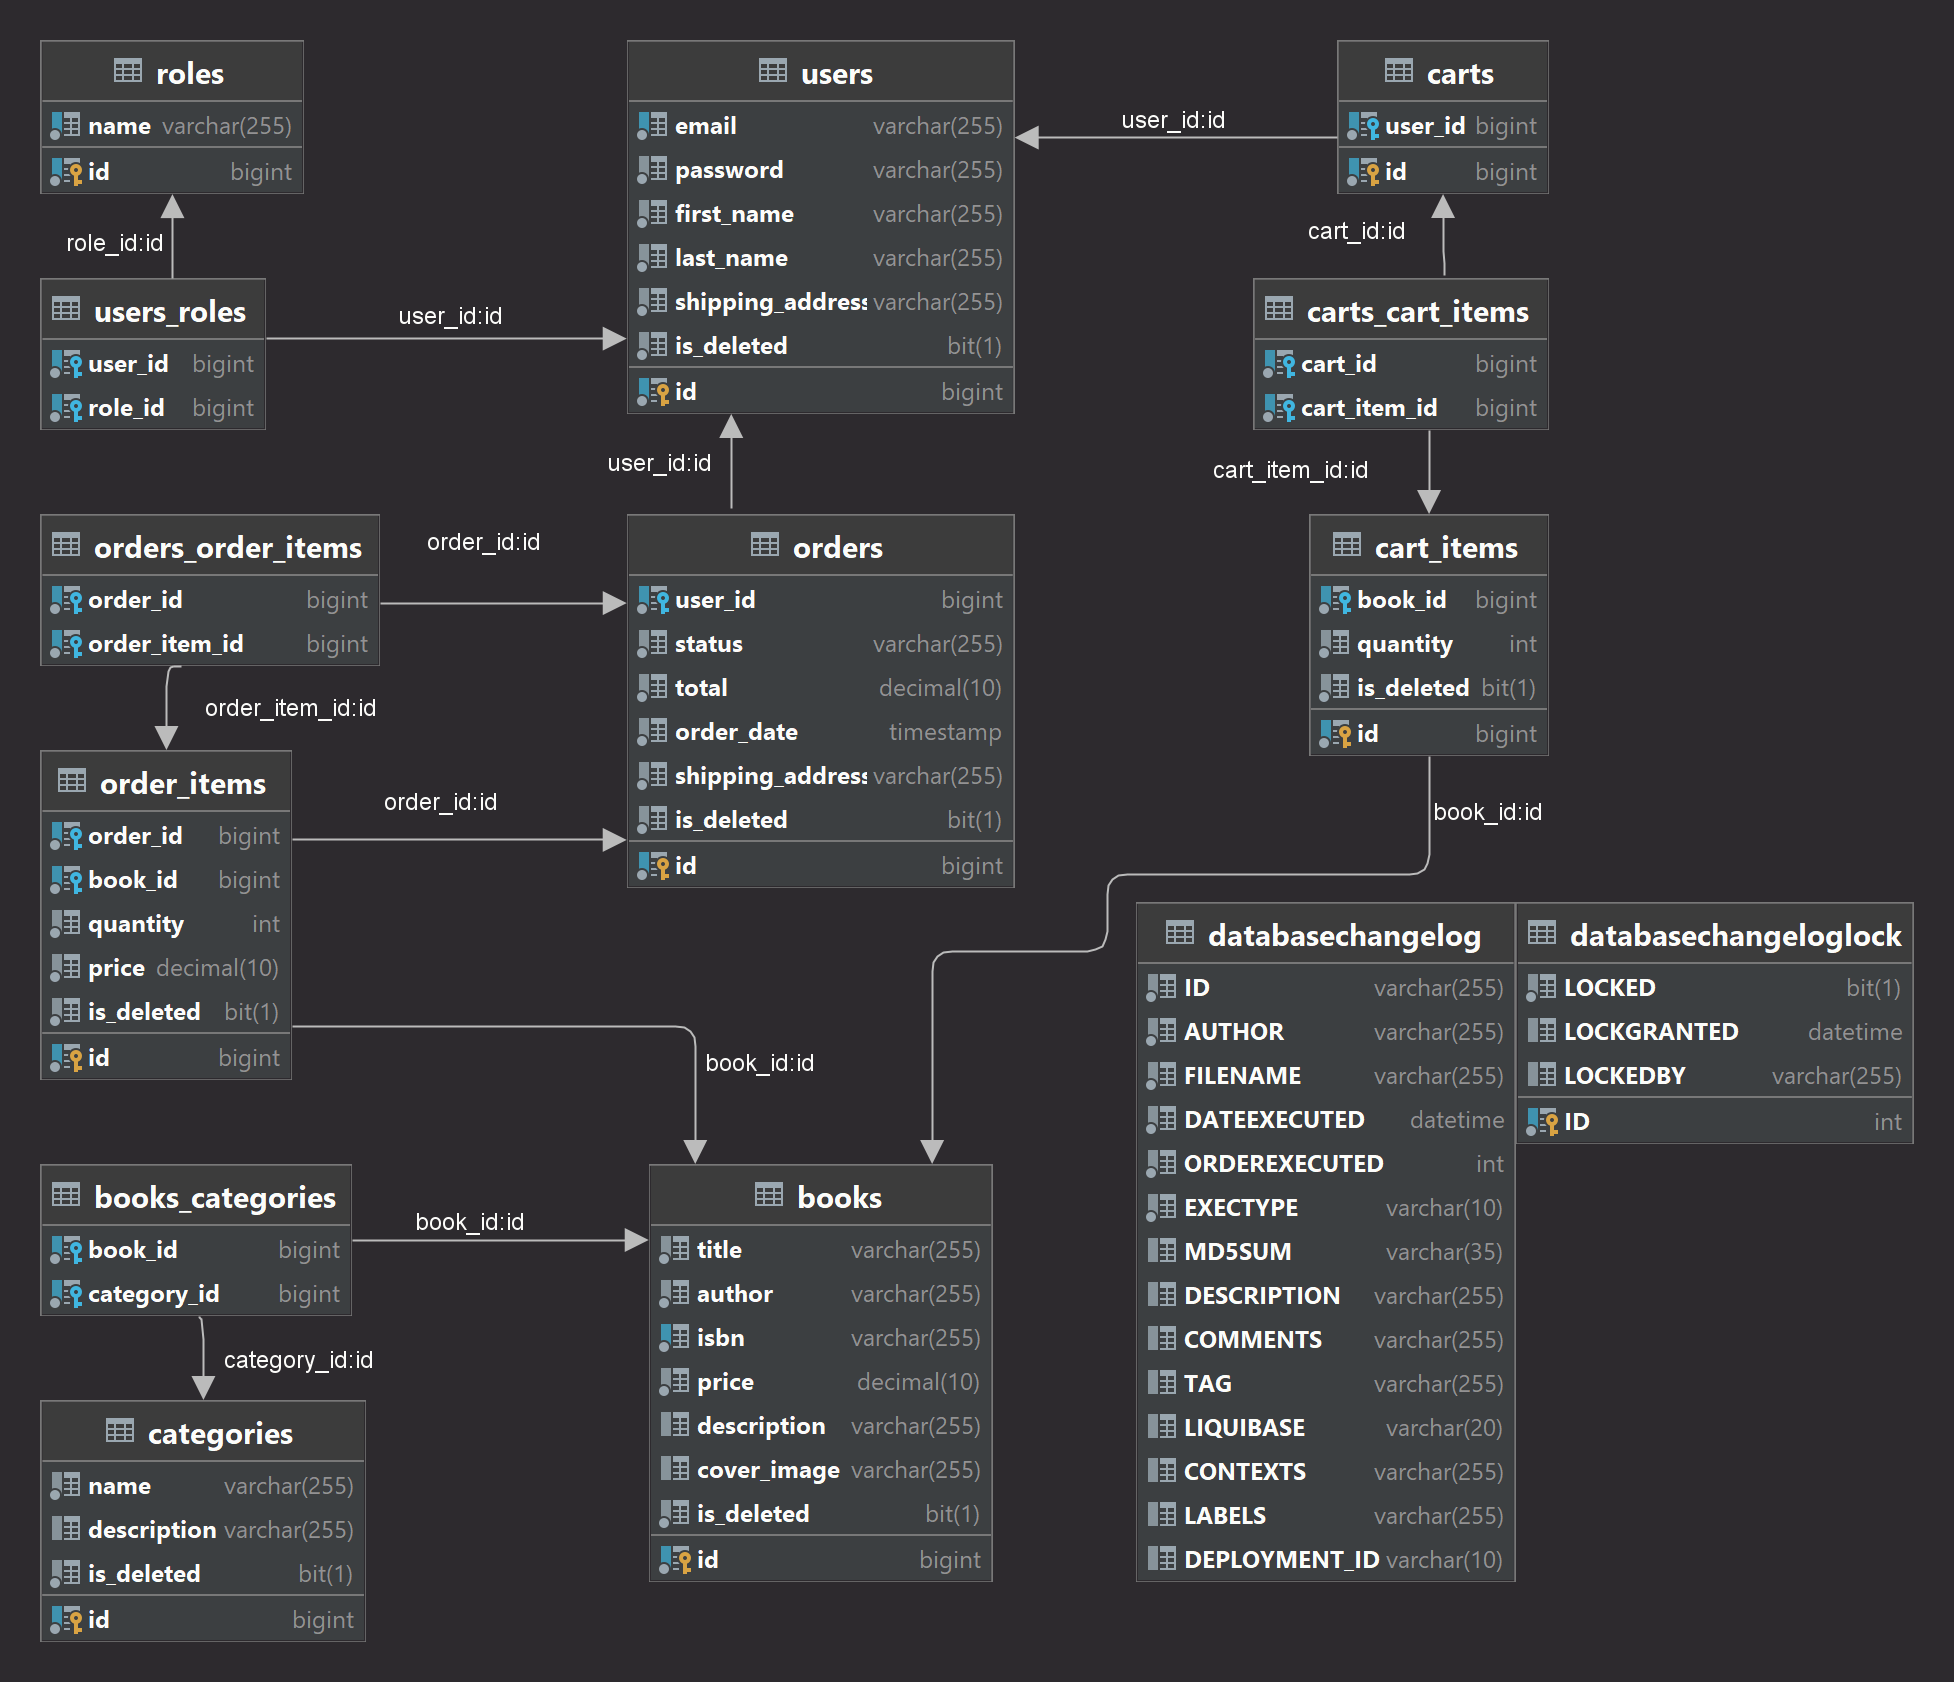 roles
name varchar(255)
id bigint
users
email varchar(255)
password varchar(255)
first_name varchar(255)
last_name varchar(255)
shipping_address varchar(255)
is_deleted bit(1)
id bigint
carts
user_id bigint
id bigint
user_id:id
role_id:id
cart_id:id
users_roles
user_id bigint
role_id bigint
user_id:id
carts_cart_items
cart_id bigint
cart_item_id bigint
user_id:id
cart_item_id:id
orders_order_items
order_id bigint
order_item_id bigint
order_id:id
orders
user_id bigint
status varchar(255)
total decimal(10)
order_date timestamp
shipping_address varchar(255)
is_deleted bit(1)
id bigint
cart_items
book_id bigint
quantity int
is_deleted bit(1)
id bigint
order_item_id:id
order_items
order_id bigint
book_id bigint
quantity int
price decimal(10)
is_deleted bit(1)
id bigint
order_id:id
book_id:id
databasechangelog
ID varchar(255)
AUTHOR varchar(255)
FILENAME varchar(255)
DATEEXECUTED datetime
ORDEREXECUTED int
EXECTYPE varchar(10)
MD5SUM varchar(35)
DESCRIPTION varchar(255)
COMMENTS varchar(255)
TAG varchar(255)
LIQUIBASE varchar(20)
CONTEXTS varchar(255)
LABELS varchar(255)
DEPLOYMENT_ID varchar(10)
databasechangeloglock
LOCKED bit(1)
LOCKGRANTED datetime
LOCKEDBY varchar(255)
ID int
book_id:id
books_categories
book_id bigint
category_id bigint
book_id:id
books
title varchar(255)
author varchar(255)
isbn varchar(255)
price decimal(10)
description varchar(255)
cover_image varchar(255)
is_deleted bit(1)
id bigint
category_id:id
categories
name varchar(255)
description varchar(255)
is_deleted bit(1)
id bigint